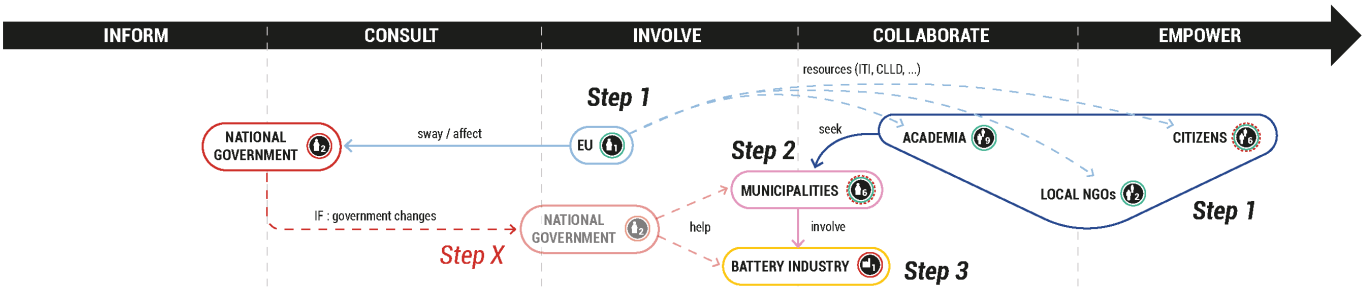 INFORM
CONSULT
INVOLVE
COLLABORATE
EMPOWER
resources (ITI, CLLD, ...)
Step 1
NATIONAL
GOVERNMENT
2
sway / affect
EU
1
seek
ACADEMIA
9
CITIZENS
6
Step 2
MUNICIPALITIES
6
LOCAL NGOs
2
Step 1
IF : government changes
NATIONAL
GOVERNMENT
2
help
involve
Step X
BATTERY INDUSTRY
1
Step 3